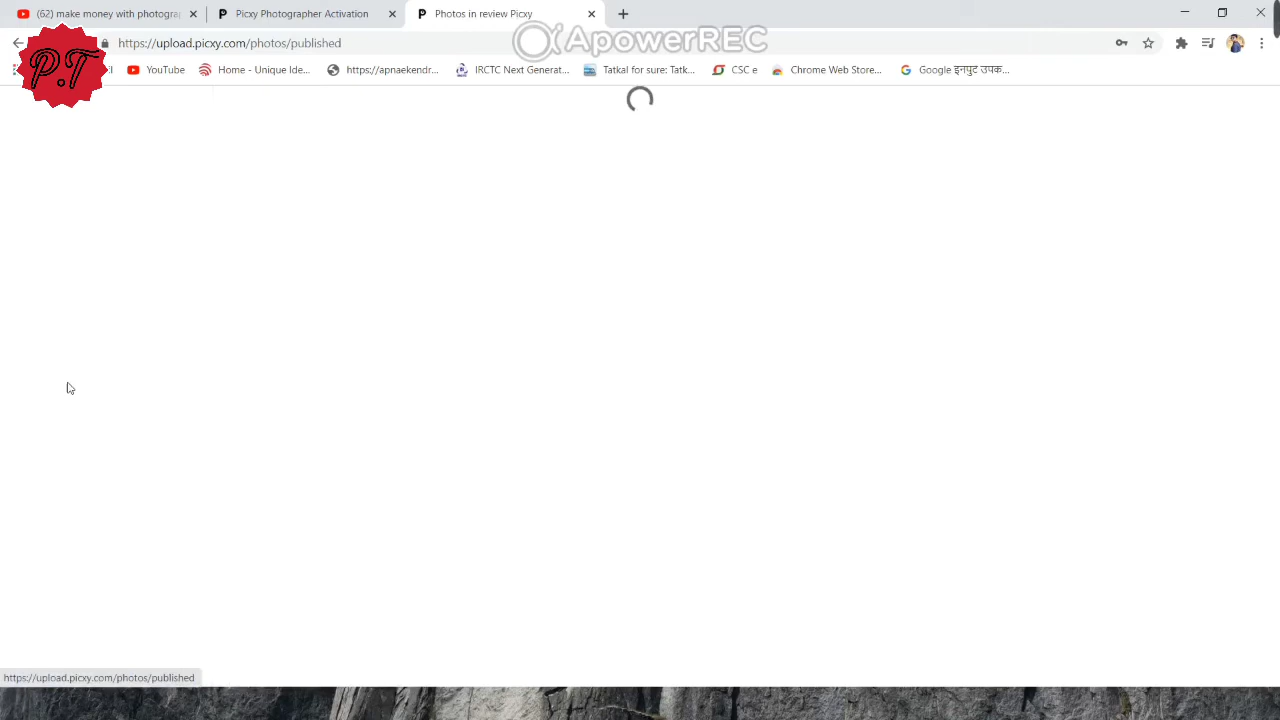 (62) make money with photogra
Picxy Photographer Activation
Photos in review Picxy
https://upload.picxy.com/photos/published
ApowerREC
P.T
YouTube
Home - Unique Ide...
https://apnaekendr...
IRCTC Next Generat...
Tatkal for sure: Tatk...
CSC e
Chrome Web Store...
Google इनपुट उपक...
https://upload.picxy.com/photos/published